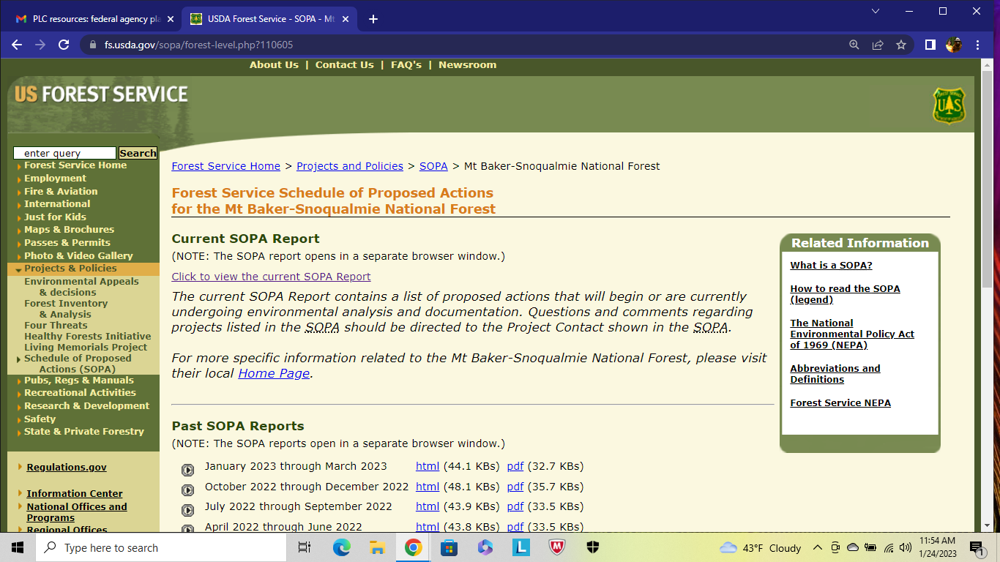 PLC resources: federal agency pla
USDA Forest Service - SOPA - Mt
fs.usda.gov/sopa/forest-level.php?110605
About Us | Contact Us | FAQ's | Newsroom
US FOREST SERVICE
FOREST SERVICE
U S
enter query Search
Forest Service Home
Employment
Fire & Aviation
International
Just for Kids
Maps & Brochures
Passes & Permits
Photo & Video Gallery
Projects & Policies
Environmental Appeals
& decisions
Forest Inventory
& Analysis
Four Threats
Healthy Forests Initiative
Living Memorials Project
Schedule of Proposed
Actions (SOPA)
Pubs, Regs & Manuals
Recreational Activities
Research & Development
Safety
State & Private Forestry
Regulations.gov
Information Center
National Offices and
Programs
Regional Offices
Forest Service Home > Projects and Policies > SOPA > Mt Baker-Snoqualmie National Forest
Forest Service Schedule of Proposed Actions
for the Mt Baker-Snoqualmie National Forest
Current SOPA Report
(NOTE: The SOPA report opens in a separate browser window.)
Click to view the current SOPA Report
The current SOPA Report contains a list of proposed actions that will begin or are currently
undergoing environmental analysis and documentation. Questions and comments regarding
projects listed in the SOPA should be directed to the Project Contact shown in the SOPA.
For more specific information related to the Mt Baker-Snoqualmie National Forest, please visit
their local Home Page.
Past SOPA Reports
(NOTE: The SOPA reports open in a separate browser window.)
January 2023 through March 2023 html (44.1 KBs) pdf (32.7 KBs)
October 2022 through December 2022 html (48.1 KBs) pdf (35.7 KBs)
July 2022 through September 2022 html (43.9 KBs) pdf (33.5 KBs)
April 2022 through June 2022 html (43.8 KBs) pdf (33.5 KBs)
Related Information
What is a SOPA?
How to read the SOPA
(legend)
The National
Environmental Policy Act
of 1969 (NEPA)
Abbreviations and
Definitions
Forest Service NEPA
Type here to search
L
43°F Cloudy
11:54 AM
1/24/2023
1